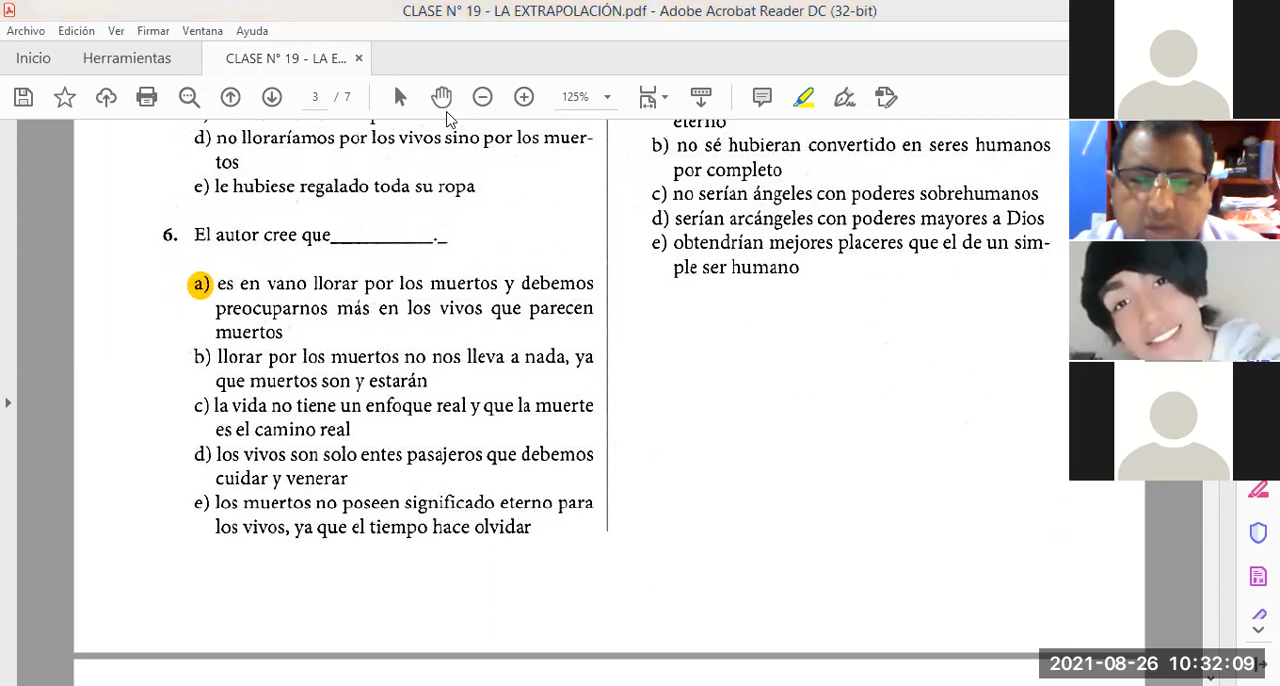 CLASE N° 19 - LA EXTRAPOLACIÓN.pdf - Adobe Acrobat Reader DC (32-bit)
Archivo Edición Ver Firmar Ventana Ayuda
Inicio Herramientas CLASE N° 19 - LA E... ×
3 / 7 125%
d) no lloraríamos por los vivos sino por los muer-
tos
e) le hubiese regalado toda su ropa
6. El autor cree que__________._
a) es en vano llorar por los muertos y debemos
preocuparnos más en los vivos que parecen
muertos
b) llorar por los muertos no nos lleva a nada, ya
que muertos son y estarán
c) la vida no tiene un enfoque real y que la muerte
es el camino real
d) los vivos son solo entes pasajeros que debemos
cuidar y venerar
e) los muertos no poseen significado eterno para
los vivos, ya que el tiempo hace olvidar
eterno
b) no sé hubieran convertido en seres humanos
por completo
c) no serían ángeles con poderes sobrehumanos
d) serían arcángeles con poderes mayores a Dios
e) obtendrían mejores placeres que el de un sim-
ple ser humano
2021-08-26 10:32:09